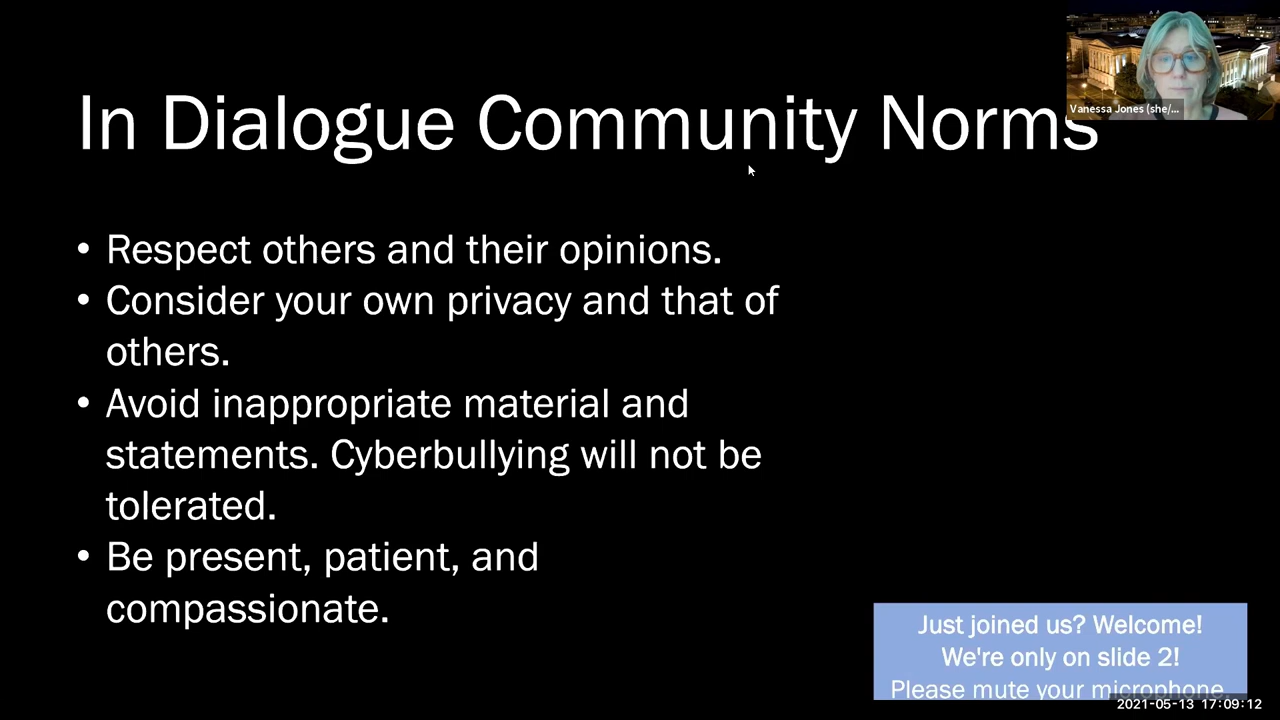 In Dialogue Community Norms
Vanessa Jones (she/...
• Respect others and their opinions.
• Consider your own privacy and that of
others.
• Avoid inappropriate material and
statements. Cyberbullying will not be
tolerated.
• Be present, patient, and
compassionate.
Just joined us? Welcome!
We're only on slide 2!
Please mute your microphone.
2021-05-13 17:09:12